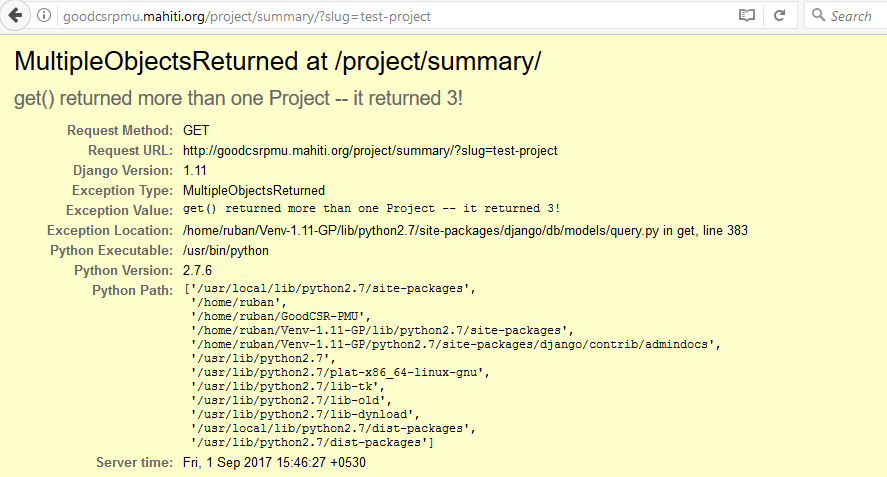 goodcsrpmu.mahiti.org/project/summary/?slug=test-project
Search
MultipleObjectsReturned at /project/summary/
get() returned more than one Project -- it returned 3!
Request Method: GET
Request URL: http://goodcsrpmu.mahiti.org/project/summary/?slug=test-project
Django Version: 1.11
Exception Type: MultipleObjectsReturned
Exception Value: get() returned more than one Project -- it returned 3!
Exception Location: /home/ruban/Venv-1.11-GP/lib/python2.7/site-packages/django/db/models/query.py in get, line 383
Python Executable: /usr/bin/python
Python Version: 2.7.6
Python Path: ['/usr/local/lib/python2.7/site-packages',
'/home/ruban',
'/home/ruban/GoodCSR-PMU',
'/home/ruban/Venv-1.11-GP/lib/python2.7/site-packages',
'/home/ruban/Venv-1.11-GP/lib/python2.7/site-packages/django/contrib/admindocs',
'/usr/lib/python2.7',
'/usr/lib/python2.7/plat-x86_64-linux-gnu',
'/usr/lib/python2.7/lib-tk',
'/usr/lib/python2.7/lib-old',
'/usr/lib/python2.7/lib-dynload',
'/usr/local/lib/python2.7/dist-packages',
'/usr/lib/python2.7/dist-packages']
Server time: Fri, 1 Sep 2017 15:46:27 +0530